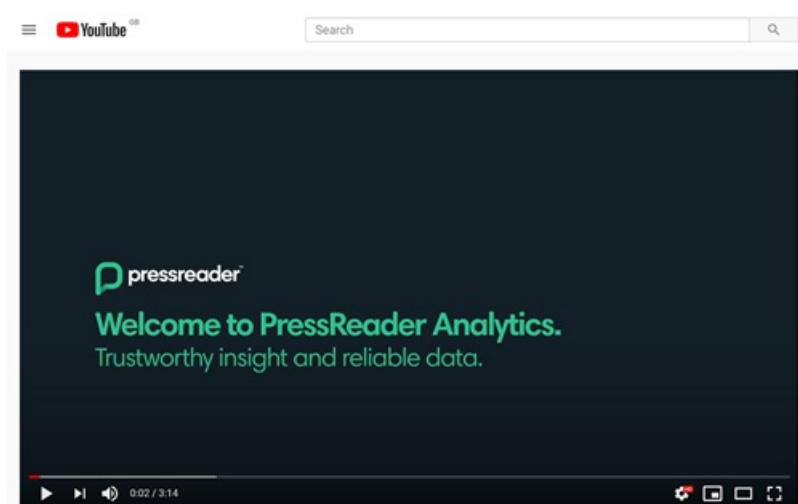 YouTube GB
Search
pressreader
Welcome to PressReader Analytics.
Trustworthy insight and reliable data.
0:02 / 3:14